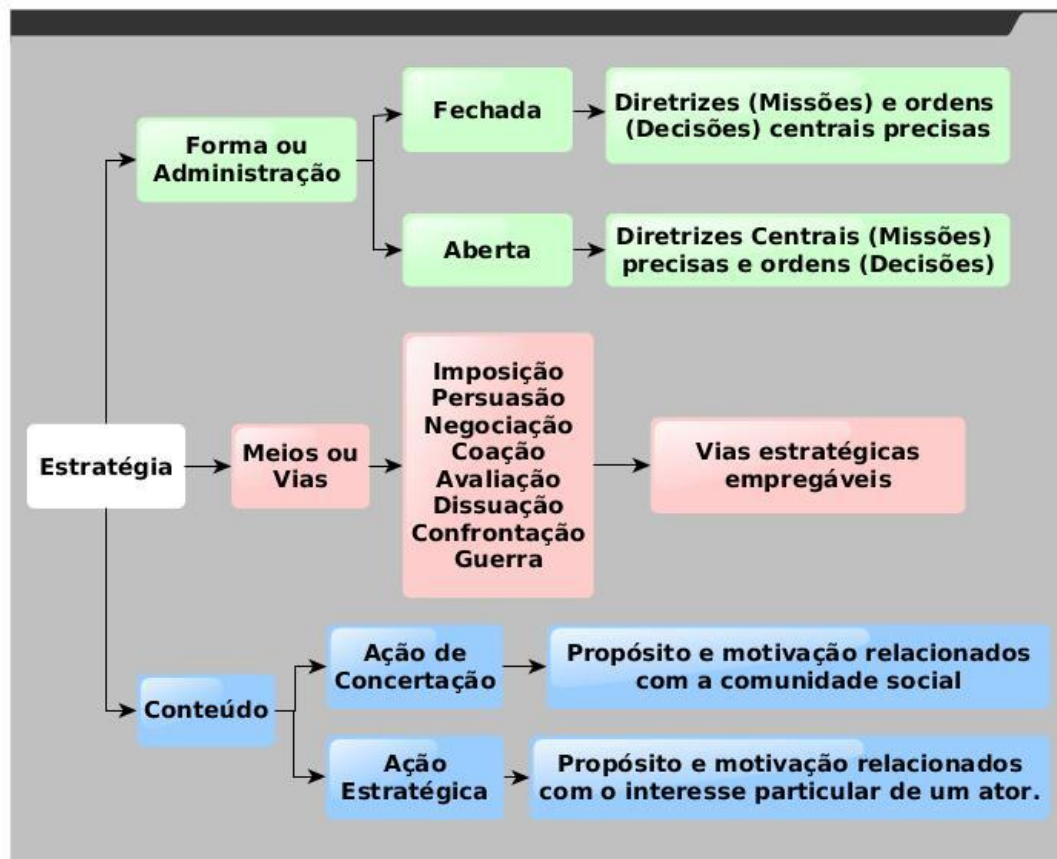 Fechada
Diretrizes (Missões) e ordens
(Decisões) centrais precisas
Forma ou
Administração
Aberta
Diretrizes Centrais (Missões)
precisas e ordens (Decisões)
Estratégia
Meios ou
Vias
Imposição
Persuasão
Negociação
Coação
Avaliação
Dissuação
Confrontação
Guerra
Vias estratégicas
empregáveis
Conteúdo
Ação de
Concertação
Propósito e motivação relacionados
com a comunidade social
Ação
Estratégica
Propósito e motivação relacionados
com o interesse particular de um ator.